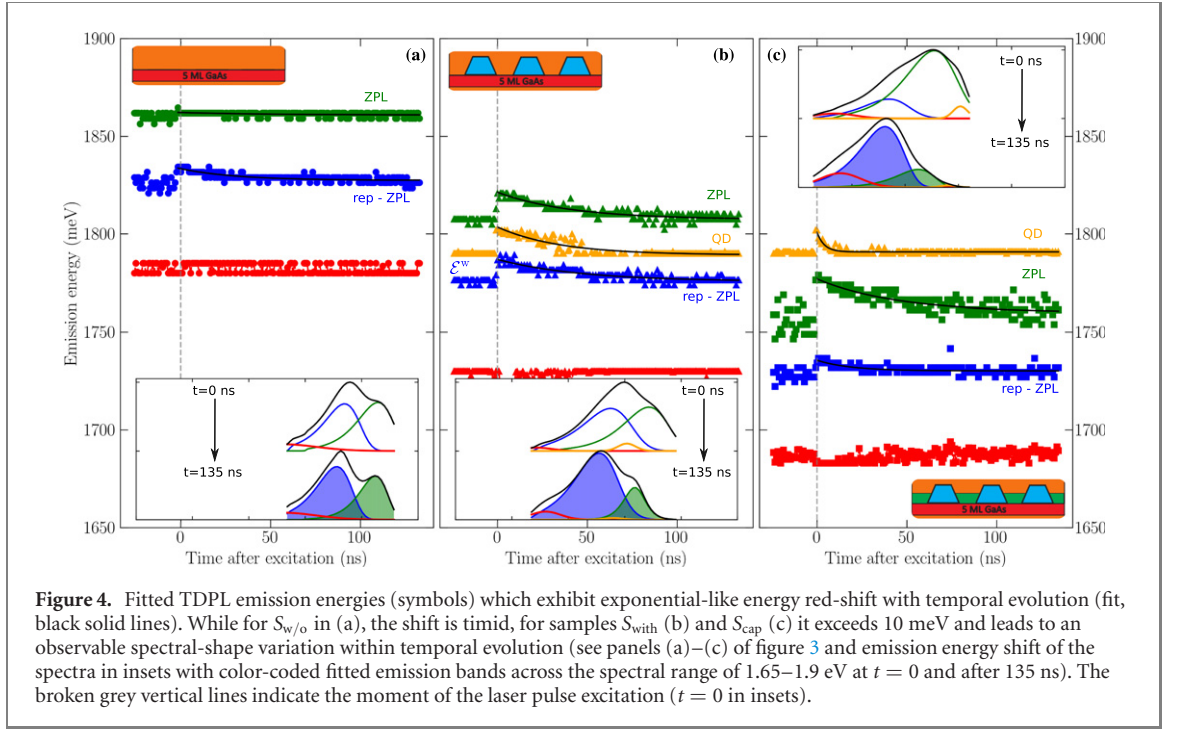 1900
1850
1800
1750
1700
1650
Emission energy (meV)
5 ML GaAs
(a)
ZPL
rep - ZPL
t=0 ns
t=135 ns
0
50
100
Time after excitation (ns)
5 ML GaAs
(b)
ZPL
QD
ℰʷ
rep - ZPL
t=0 ns
t=135 ns
0
50
100
Time after excitation (ns)
(c)
t=0 ns
t=135 ns
QD
ZPL
rep - ZPL
5 ML GaAs
0
50
100
Time after excitation (ns)
1900
1850
1800
1750
1700
1650
Figure 4. Fitted TDPL emission energies (symbols) which exhibit exponential-like energy red-shift with temporal evolution (fit,
black solid lines). While for Sw/o in (a), the shift is timid, for samples Swith (b) and Scap (c) it exceeds 10 meV and leads to an
observable spectral-shape variation within temporal evolution (see panels (a)–(c) of figure 3 and emission energy shift of the
spectra in insets with color-coded fitted emission bands across the spectral range of 1.65–1.9 eV at t = 0 and after 135 ns). The
broken grey vertical lines indicate the moment of the laser pulse excitation (t = 0 in insets).